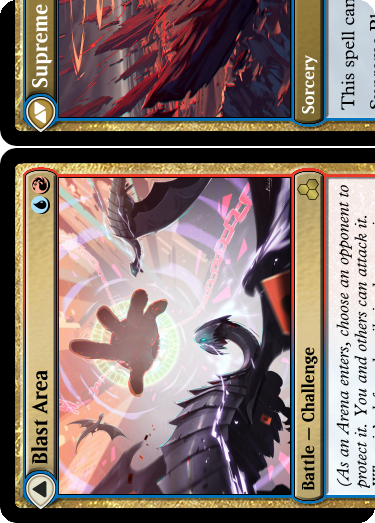 Supreme
Sorcery
This spell can
Blast Area
Battle — Challenge
(As an Arena enters, choose an opponent to
protect it. You and others can attack it.